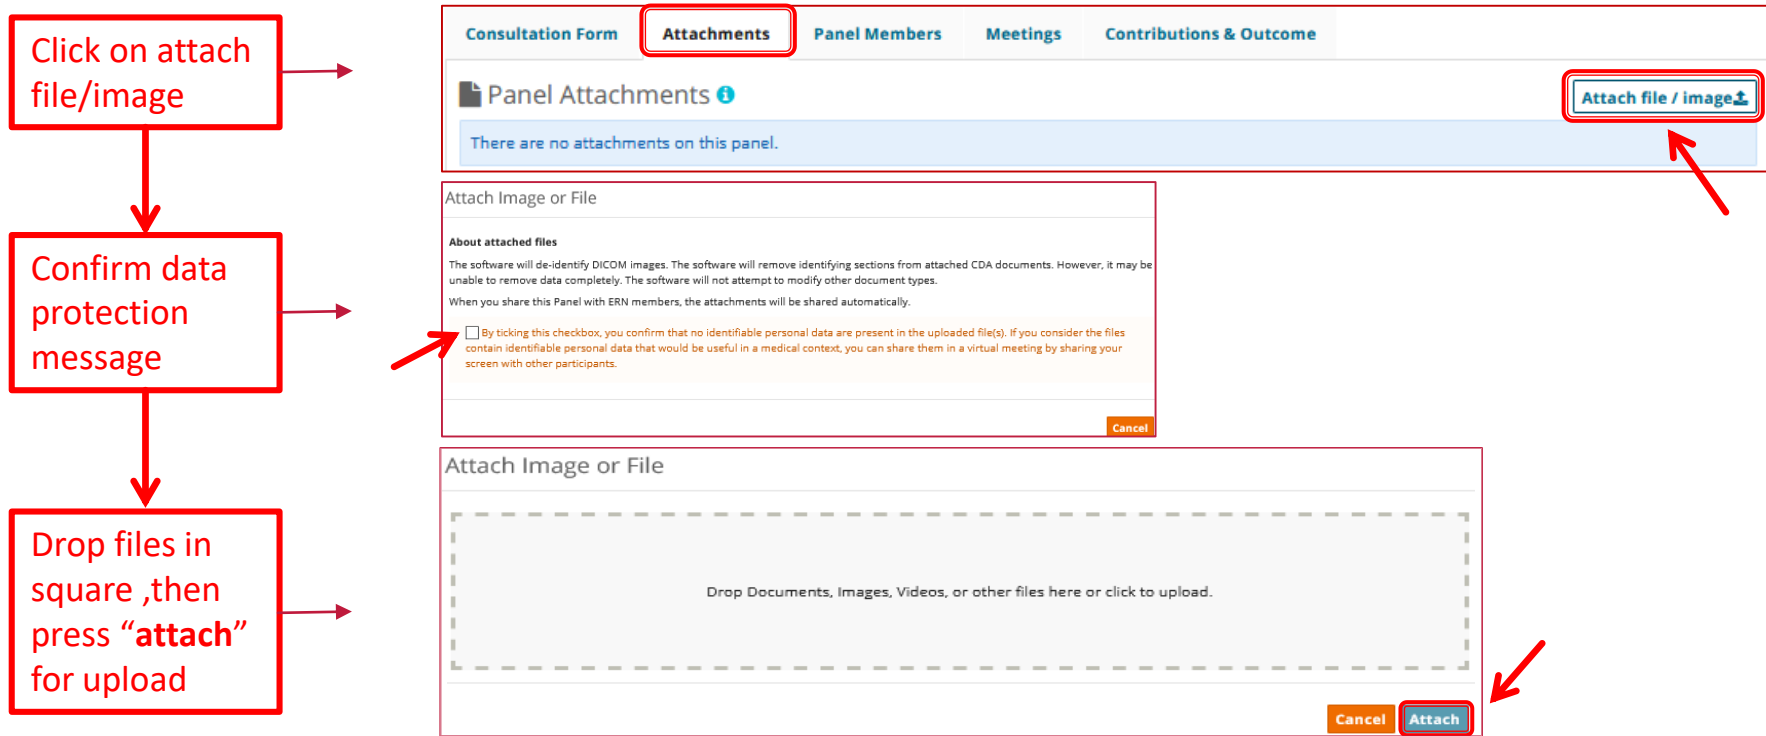 Click on attach
file/image
Consultation Form Attachments Panel Members Meetings Contributions & Outcome
Panel Attachments
Attach file / image
There are no attachments on this panel.
Confirm data
protection
message
Attach Image or File
About attached files
The software will de-identify DICOM images. The software will remove identifying sections from attached CDA documents. However, it may be
unable to remove data completely. The software will not attempt to modify other document types.
When you share this Panel with ERN members, the attachments will be shared automatically.
By ticking this checkbox, you confirm that no identifiable personal data are present in the uploaded file(s). If you consider the files
contain identifiable personal data that would be useful in a medical context, you can share them in a virtual meeting by sharing your
screen with other participants.
Cancel
Drop files in
square ,then
press “attach”
for upload
Attach Image or File
Drop Documents, Images, Videos, or other files here or click to upload.
Cancel Attach